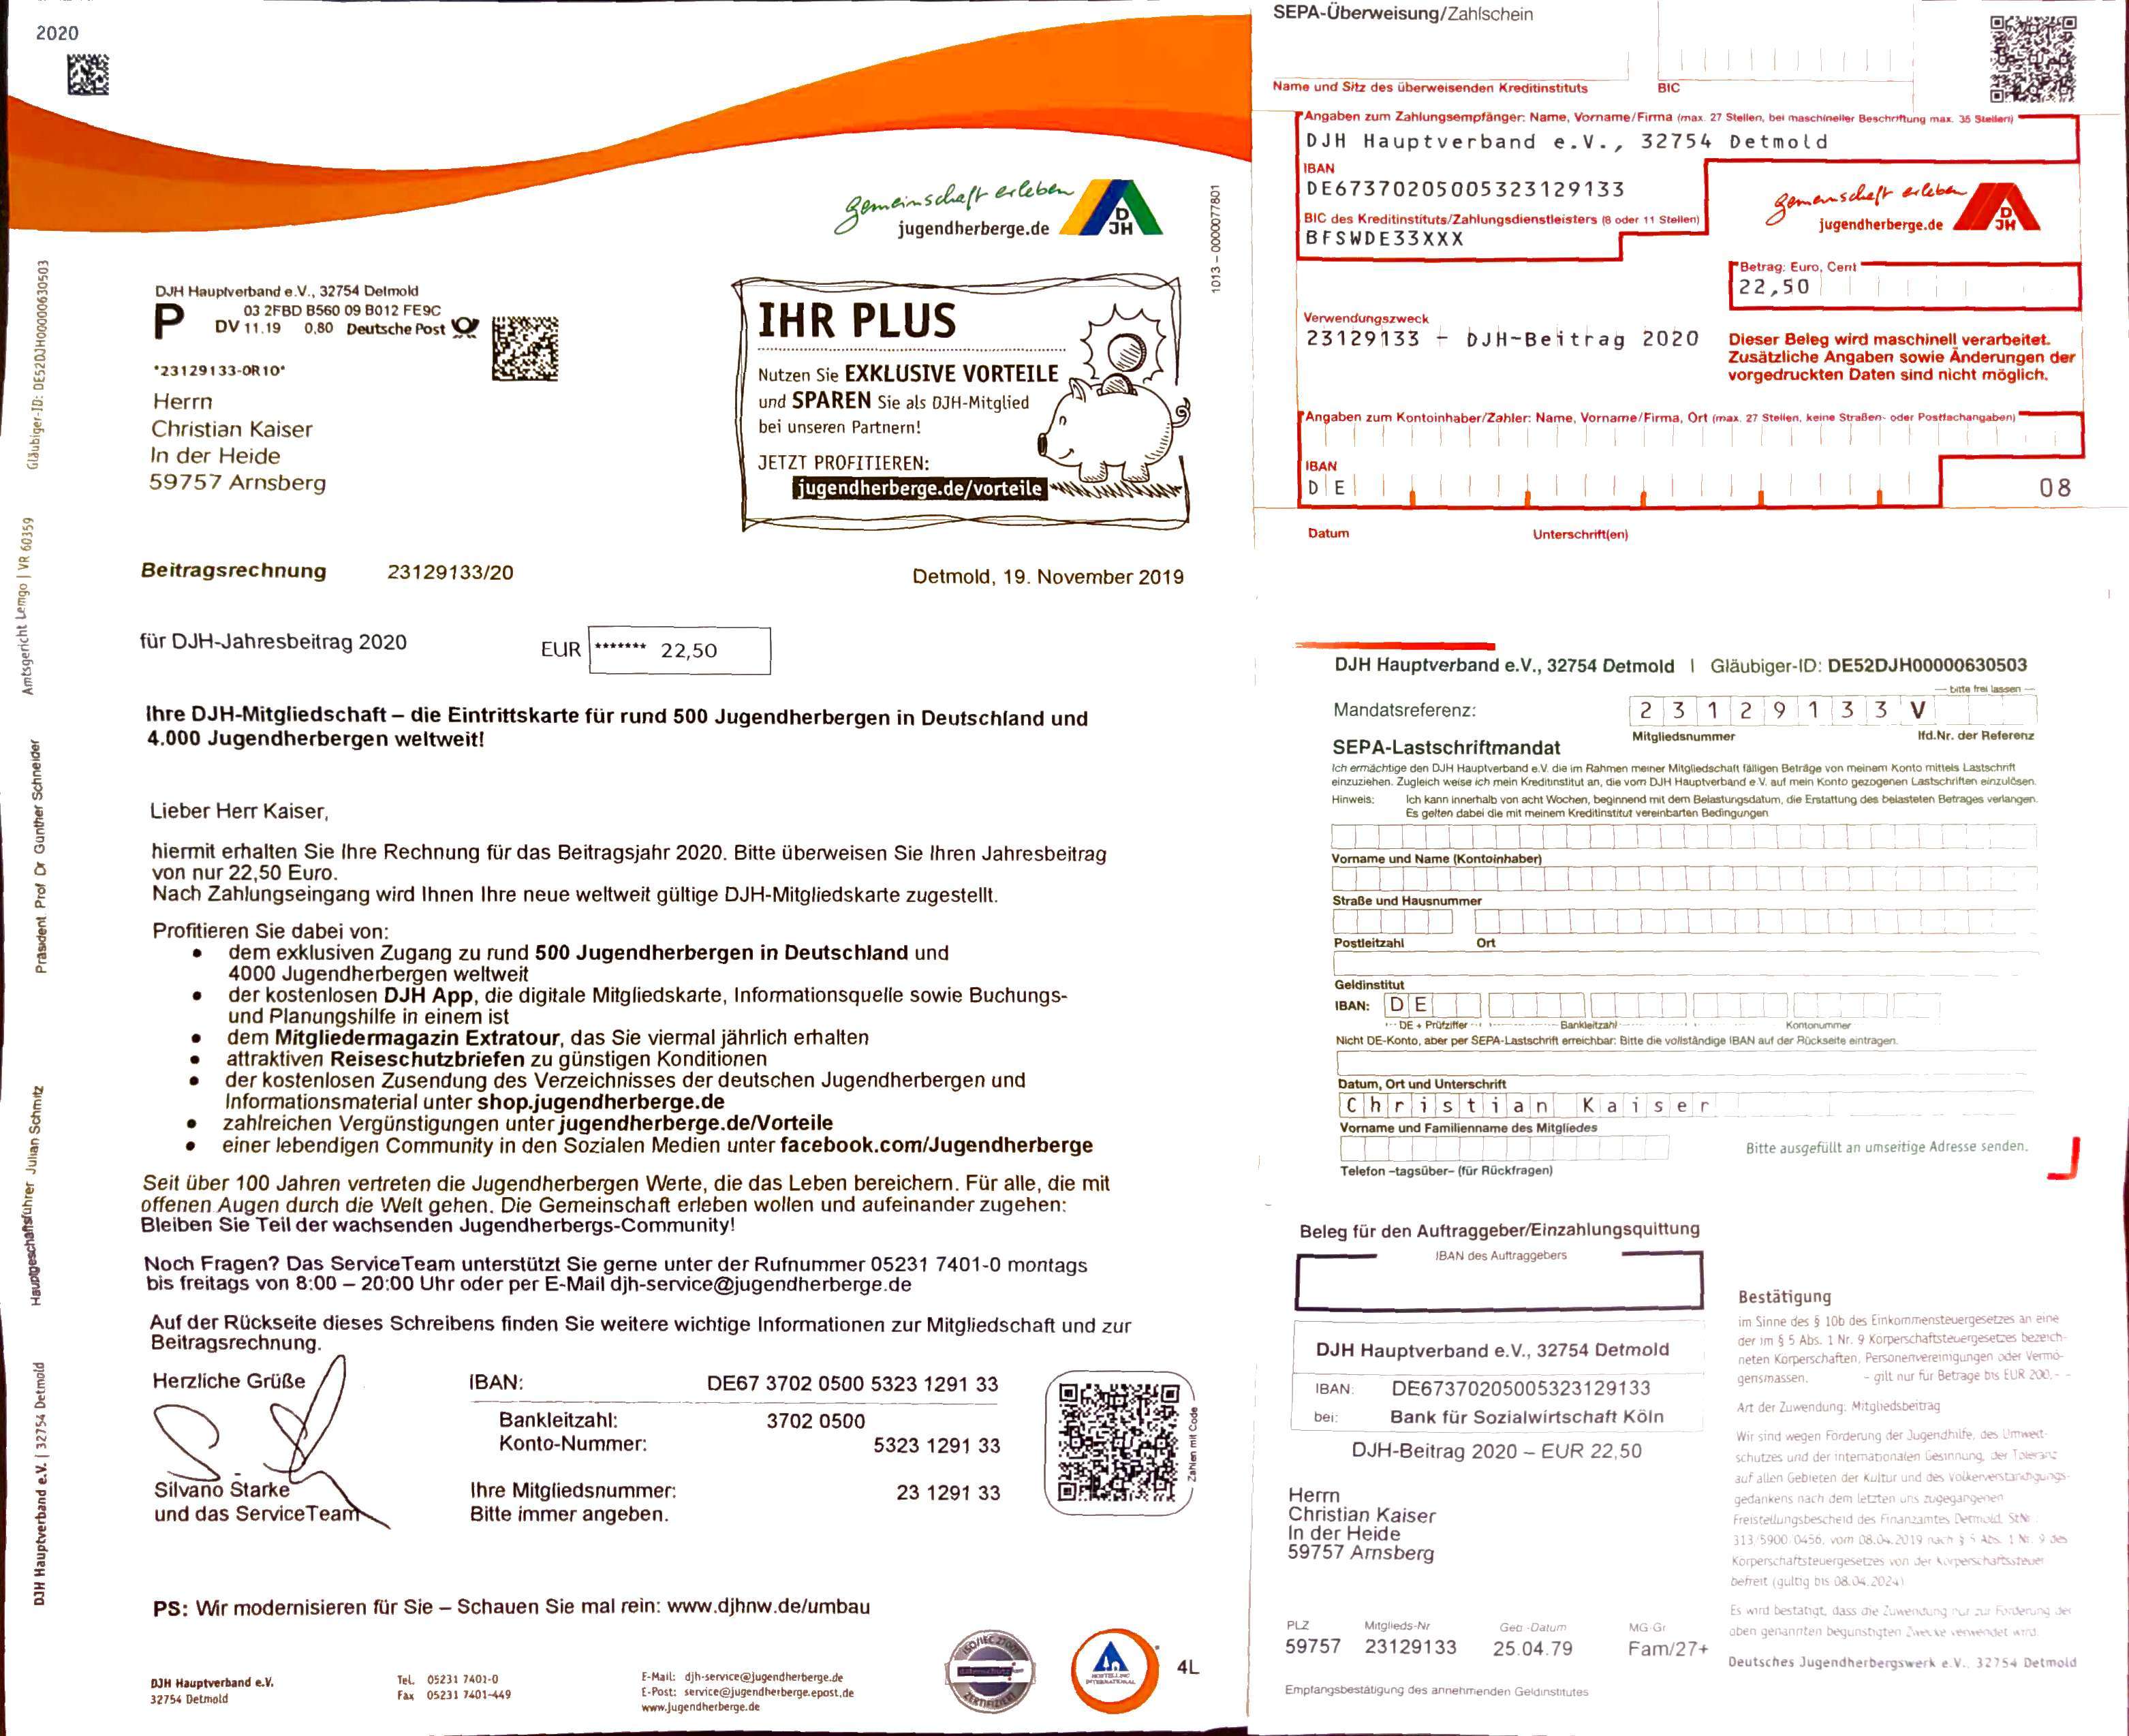 2020
gemeinschaft erleben
jugendherberge.de
DJH
1013 – 0000077801
DJH Hauptverband e.V., 32754 Detmold
P
03 2FBD B560 09 B012 FE9C
DV 11.19 0,80 Deutsche Post
*23129133-0R10*
Herrn
Christian Kaiser
In der Heide
59757 Arnsberg
IHR PLUS
Nutzen Sie EXKLUSIVE VORTEILE
und SPAREN Sie als DJH-Mitglied
bei unseren Partnern!
JETZT PROFITIEREN:
jugendherberge.de/vorteile
Beitragsrechnung 23129133/20
Detmold, 19. November 2019
für DJH-Jahresbeitrag 2020 EUR ******* 22,50
Ihre DJH-Mitgliedschaft – die Eintrittskarte für rund 500 Jugendherbergen in Deutschland und
4.000 Jugendherbergen weltweit!
Lieber Herr Kaiser,
hiermit erhalten Sie Ihre Rechnung für das Beitragsjahr 2020. Bitte überweisen Sie Ihren Jahresbeitrag
von nur 22,50 Euro.
Nach Zahlungseingang wird Ihnen Ihre neue weltweit gültige DJH-Mitgliedskarte zugestellt.
Profitieren Sie dabei von:
• dem exklusiven Zugang zu rund 500 Jugendherbergen in Deutschland und
4000 Jugendherbergen weltweit
• der kostenlosen DJH App, die digitale Mitgliedskarte, Informationsquelle sowie Buchungs-
und Planungshilfe in einem ist
• dem Mitgliedermagazin Extratour, das Sie viermal jährlich erhalten
• attraktiven Reiseschutzbriefen zu günstigen Konditionen
• der kostenlosen Zusendung des Verzeichnisses der deutschen Jugendherbergen und
Informationsmaterial unter shop.jugendherberge.de
• zahlreichen Vergünstigungen unter jugendherberge.de/Vorteile
• einer lebendigen Community in den Sozialen Medien unter facebook.com/Jugendherberge
Seit über 100 Jahren vertreten die Jugendherbergen Werte, die das Leben bereichern. Für alle, die mit
offenen Augen durch die Welt gehen. Die Gemeinschaft erleben wollen und aufeinander zugehen:
Bleiben Sie Teil der wachsenden Jugendherbergs-Community!
Noch Fragen? Das ServiceTeam unterstützt Sie gerne unter der Rufnummer 05231 7401-0 montags
bis freitags von 8:00 – 20:00 Uhr oder per E-Mail djh-service@jugendherberge.de
Auf der Rückseite dieses Schreibens finden Sie weitere wichtige Informationen zur Mitgliedschaft und zur
Beitragsrechnung.
Herzliche Grüße
Silvano Starke
und das ServiceTeam
IBAN: DE67 3702 0500 5323 1291 33
Bankleitzahl: 3702 0500
Konto-Nummer: 5323 1291 33
Ihre Mitgliedsnummer: 23 1291 33
Bitte immer angeben.
Zahlen mit Code
PS: Wir modernisieren für Sie – Schauen Sie mal rein: www.djhnw.de/umbau
DJH Hauptverband e.V.
32754 Detmold
Tel. 05231 7401-0
Fax 05231 7401-449
E-Mail: djh-service@jugendherberge.de
E-Post: service@jugendherberge.epost.de
www.jugendherberge.de
ISO/IEC 27001
ZERTIFIZIERT
HOSTELLING
INTERNATIONAL
4L
Gläubiger-ID: DE52DJH00000630503
Amtsgericht Lemgo | VR 60359
Präsident Prof Dr Gunther Schneider
Hauptgeschäftsführer Julian Schmitz
DJH Hauptverband e.V. | 32754 Detmold
SEPA-Überweisung/Zahlschein
Name und Sitz des überweisenden Kreditinstituts BIC
Angaben zum Zahlungsempfänger: Name, Vorname/Firma (max. 27 Stellen, bei maschineller Beschriftung max. 35 Stellen)
DJH Hauptverband e.V., 32754 Detmold
IBAN
DE67370205005323129133
BIC des Kreditinstituts/Zahlungsdienstleisters (8 oder 11 Stellen)
BFSWDE33XXX
gemeinschaft erleben
jugendherberge.de
DJH
Betrag: Euro, Cent
22,50
Verwendungszweck
23129133 – DJH-Beitrag 2020
Dieser Beleg wird maschinell verarbeitet.
Zusätzliche Angaben sowie Änderungen der
vorgedruckten Daten sind nicht möglich.
Angaben zum Kontoinhaber/Zahler: Name, Vorname/Firma, Ort (max. 27 Stellen, keine Straßen- oder Postfachangaben)
IBAN
DE 08
Datum Unterschrift(en)
DJH Hauptverband e.V., 32754 Detmold | Gläubiger-ID: DE52DJH00000630503
bitte frei lassen
Mandatsreferenz: 23129133V
Mitgliedsnummer lfd.Nr. der Referenz
SEPA-Lastschriftmandat
Ich ermächtige den DJH Hauptverband e.V. die im Rahmen meiner Mitgliedschaft fälligen Beträge von meinem Konto mittels Lastschrift
einzuziehen. Zugleich weise ich mein Kreditinstitut an, die vom DJH Hauptverband e.V. auf mein Konto gezogenen Lastschriften einzulösen.
Hinweis: Ich kann innerhalb von acht Wochen, beginnend mit dem Belastungsdatum, die Erstattung des belasteten Betrages verlangen.
Es gelten dabei die mit meinem Kreditinstitut vereinbarten Bedingungen
Vorname und Name (Kontoinhaber)
Straße und Hausnummer
Postleitzahl Ort
Geldinstitut
IBAN: DE
DE + Prüfziffer Bankleitzahl Kontonummer
Nicht DE-Konto, aber per SEPA-Lastschrift erreichbar: Bitte die vollständige IBAN auf der Rückseite eintragen.
Datum, Ort und Unterschrift
Christian Kaiser
Vorname und Familienname des Mitgliedes
Bitte ausgefüllt an umseitige Adresse senden.
Telefon –tagsüber– (für Rückfragen)
Beleg für den Auftraggeber/Einzahlungsquittung
IBAN des Auftraggebers
DJH Hauptverband e.V., 32754 Detmold
IBAN: DE67370205005323129133
bei: Bank für Sozialwirtschaft Köln
DJH-Beitrag 2020 – EUR 22,50
Herrn
Christian Kaiser
In der Heide
59757 Arnsberg
PLZ Mitglieds-Nr Geb.-Datum MG-Gr
59757 23129133 25.04.79 Fam/27+
Empfangsbestätigung des annehmenden Geldinstitutes
Bestätigung
im Sinne des § 10b des Einkommensteuergesetzes an eine
der im § 5 Abs. 1 Nr. 9 Körperschaftsteuergesetzes bezeich-
neten Körperschaften, Personenvereinigungen oder Vermö-
gensmassen. - gilt nur für Beträge bis EUR 200,- -
Art der Zuwendung: Mitgliedsbeitrag
Wir sind wegen Förderung der Jugendhilfe, des Umwelt-
schutzes und der internationalen Gesinnung, der Toleranz
auf allen Gebieten der Kultur und des Völkerverständigungs-
gedankens nach dem letzten uns zugegangenen
Freistellungsbescheid des Finanzamtes Detmold, StNr.:
313/5900/0456, vom 08.04.2019 nach § 5 Abs. 1 Nr. 9 des
Körperschaftsteuergesetzes von der Körperschaftssteuer
befreit (gültig bis 08.04.2024)
Es wird bestätigt, dass die Zuwendung nur zur Förderung der
oben genannten begünstigten Zwecke verwendet wird.
Deutsches Jugendherbergswerk e.V., 32754 Detmold